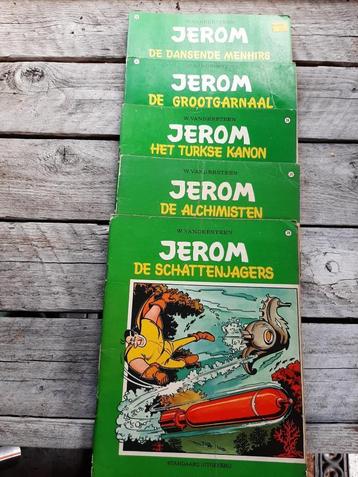 JEROM
DE DANSENDE MENHIRS
JEROM
DE GROOTGARNAAL
W. VANDERSTEEN
JEROM
HET TURKSE KANON
W. VANDERSTEEN
JEROM
DE ALCHIMISTEN
W. VANDERSTEEN
JEROM
DE SCHATTENJAGERS
STANDAARD UITGEVERIJ